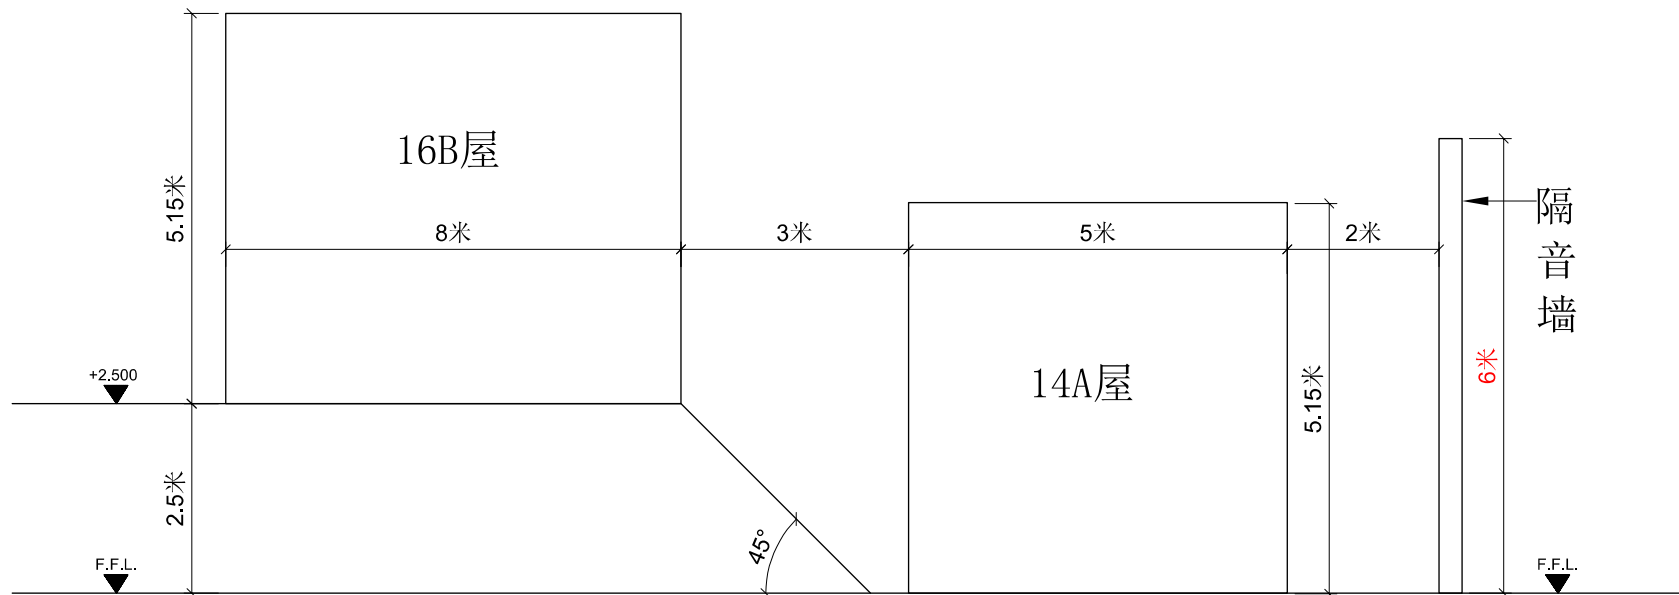 5.15米
16B屋
8米
3米
5米
2米
隔
音
墙
6米
14A屋
5.15米
+2.500
2.5米
45°
F.F.L.
F.F.L.